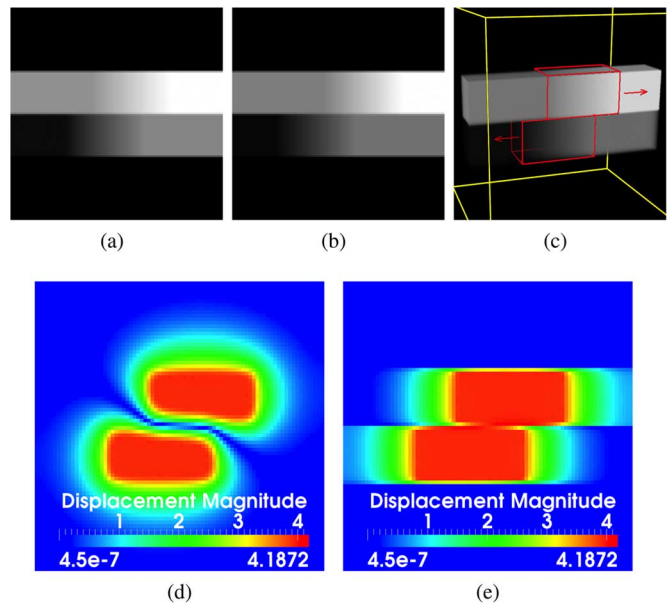 (a)
(b)
(c)
Displacement Magnitude
1 2 3 4
4.5e-7 4.1872
(d)
Displacement Magnitude
1 2 3 4
4.5e-7 4.1872
(e)